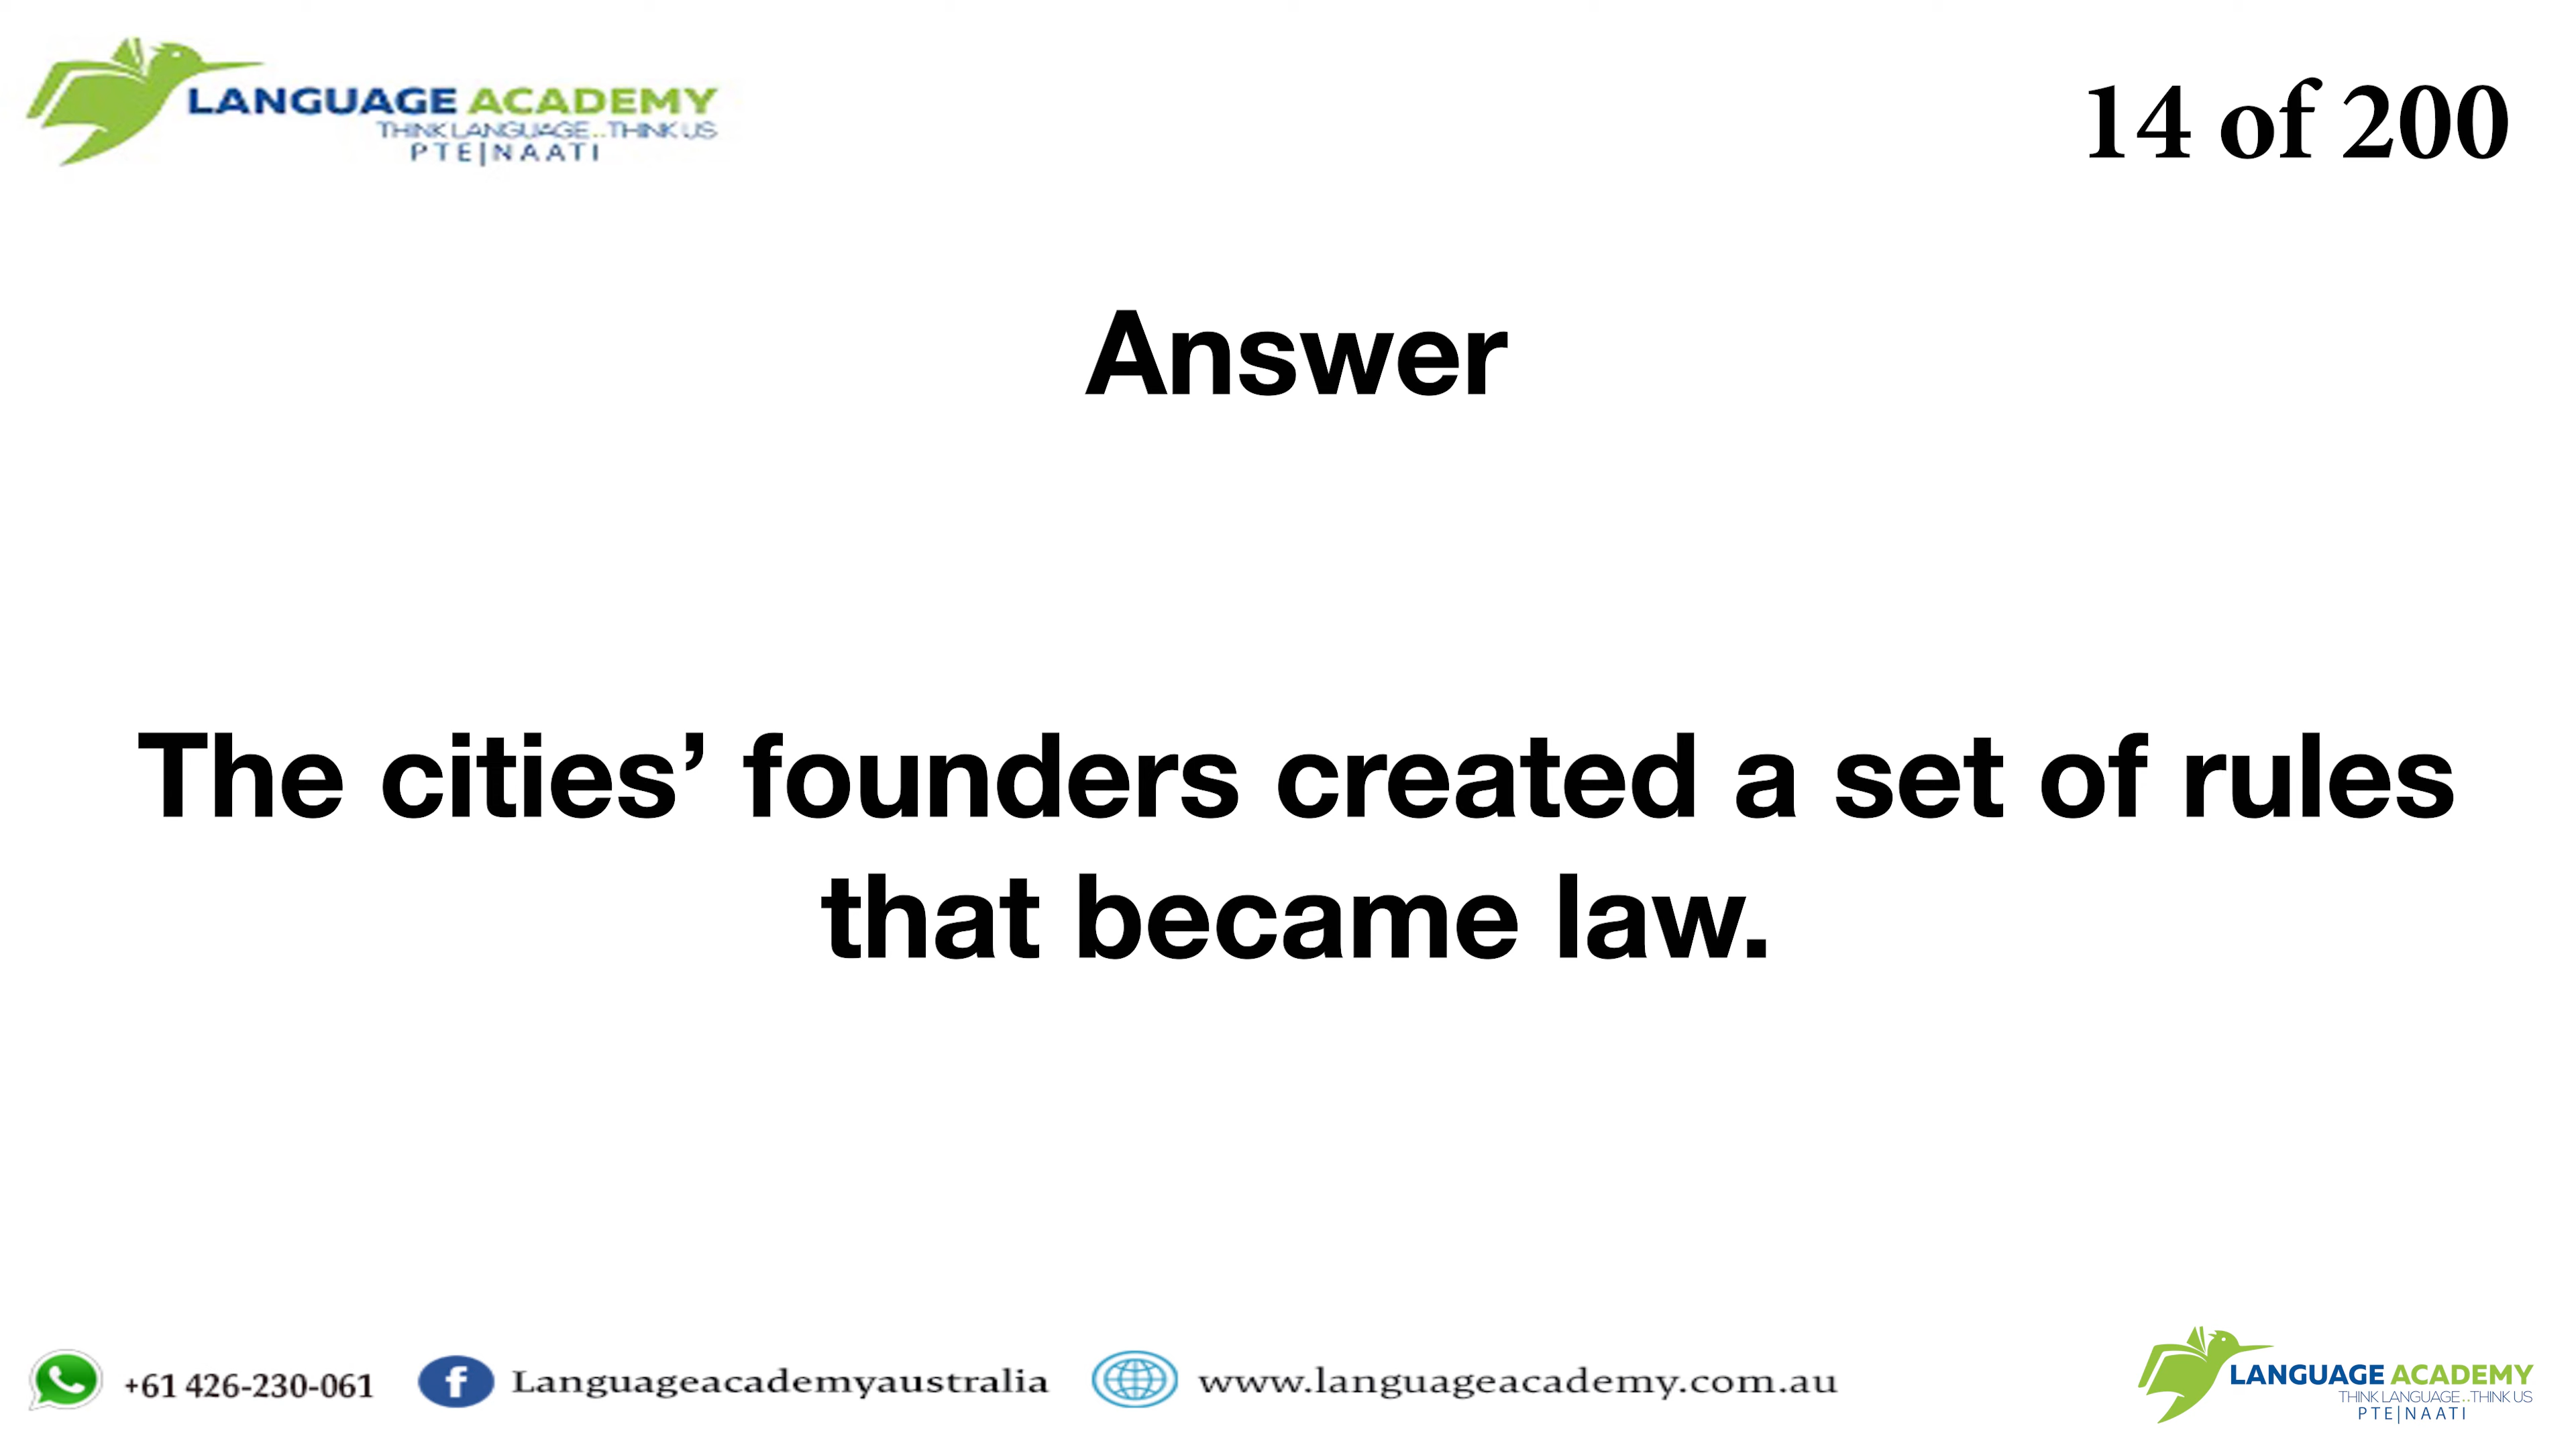 LANGUAGE ACADEMY
THINK LANGUAGE..THINK US
PTE|NAATI
14 of 200
Answer
The cities’ founders created a set of rules
that became law.
+61 426-230-061
Languageacademyaustralia
www.languageacademy.com.au
LANGUAGE ACADEMY
THINK LANGUAGE..THINK US
PTE|NAATI